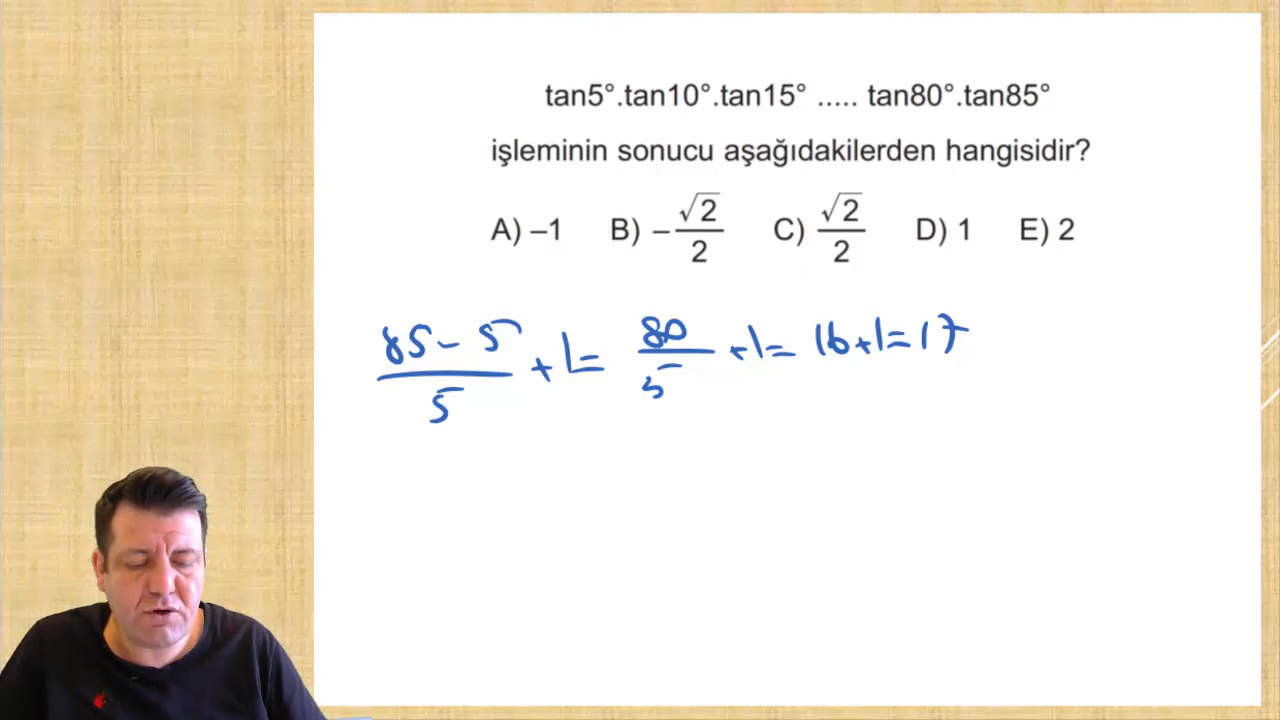 tan5°.tan10°.tan15° ..... tan80°.tan85°
işleminin sonucu aşağıdakilerden hangisidir?
A) –1 B) –√2/2 C) √2/2 D) 1 E) 2
85-5/5 + 1 = 80/5 + 1 = 16+1=17